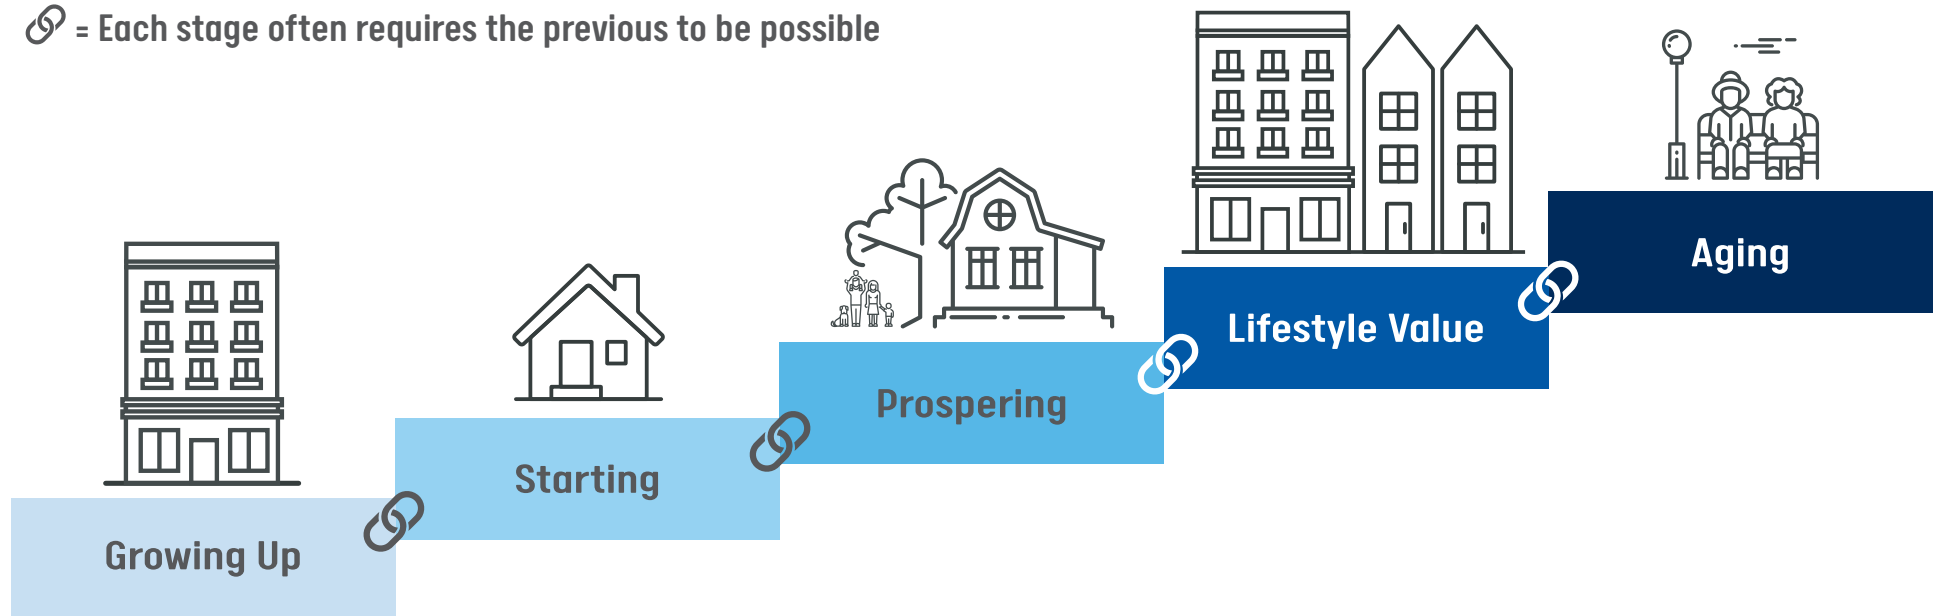 = Each stage often requires the previous to be possible
Growing Up
Starting
Prospering
Lifestyle Value
Aging